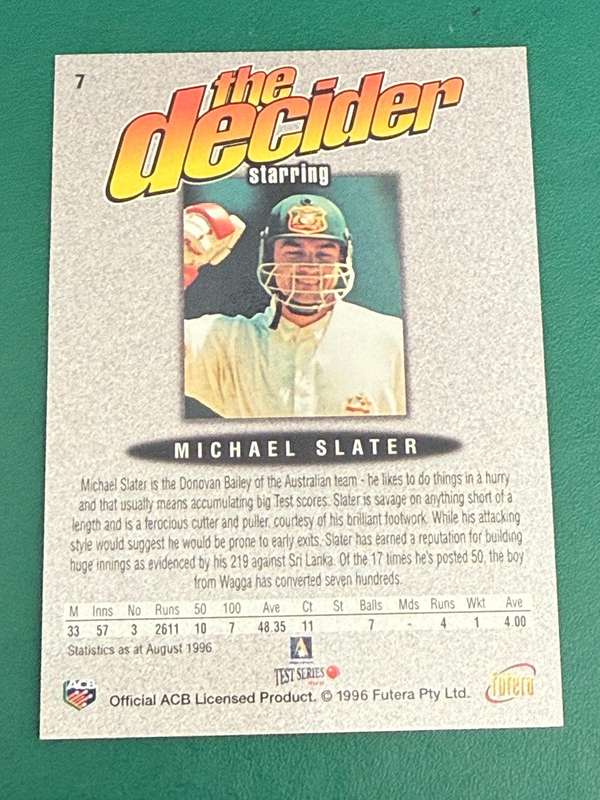 7
the
decider
starring
MICHAEL SLATER
Michael Slater is the Donovan Bailey of the Australian team - he likes to do things in a hurry
and that usually means accumulating big Test scores. Slater is savage on anything short of a
length and is a ferocious cutter and puller, courtesy of his brilliant footwork. While his attacking
style would suggest he would be prone to early exits, Slater has earned a reputation for building
huge innings as evidenced by his 219 against Sri Lanka. Of the 17 times he's posted 50, the boy
from Wagga has converted seven hundreds.
M Inns No Runs 50 100 Ave Ct St Balls Mds Runs Wkt Ave
33 57 3 2611 10 7 48.35 11 7 - 4 1 4.00
Statistics as at August 1996
TEST SERIES
ACB
Official ACB Licensed Product. © 1996 Futera Pty Ltd.
futera